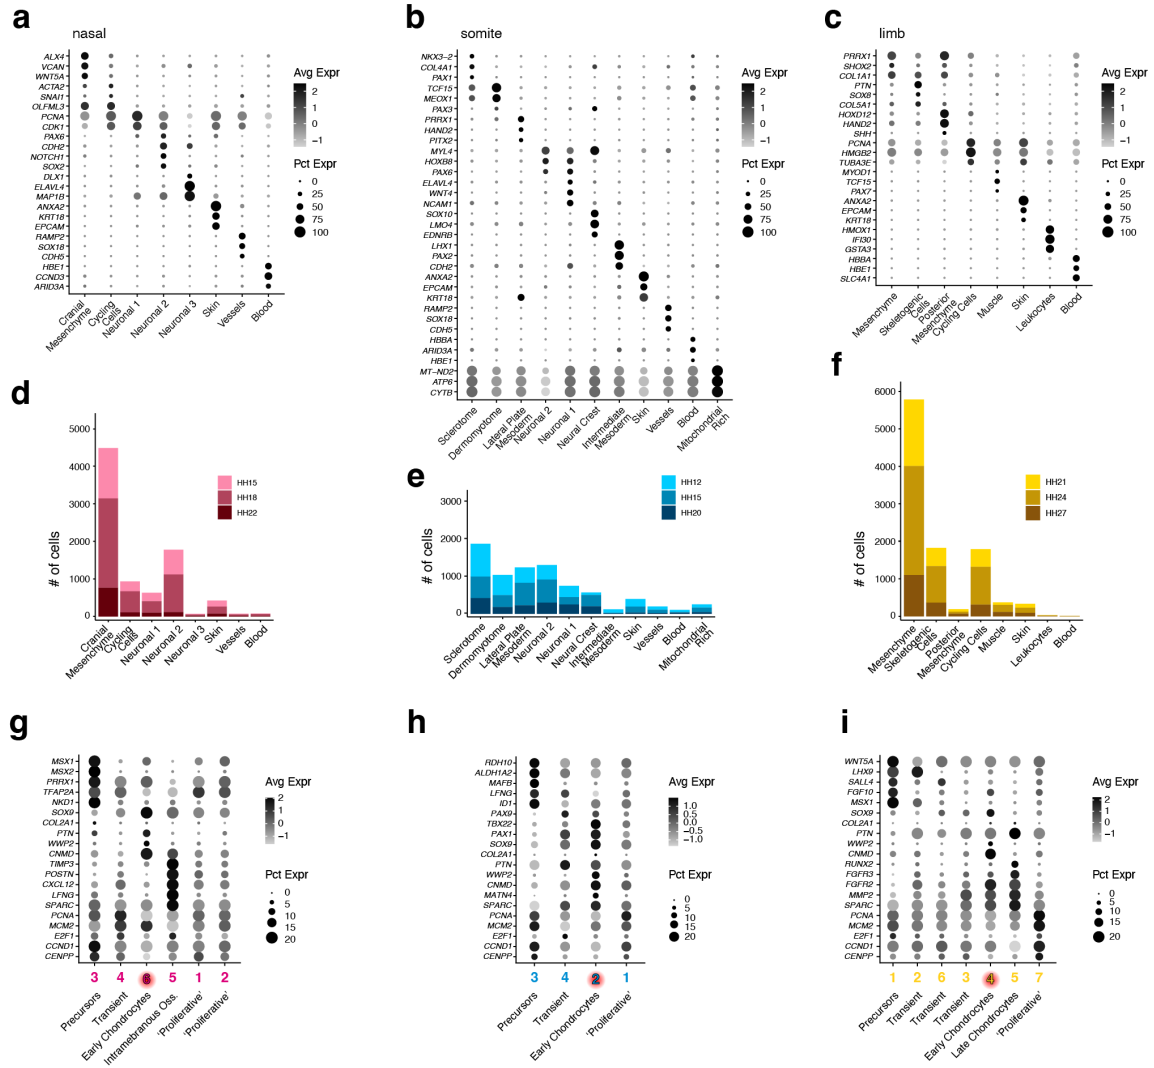 a
nasal
ALX4
VCAN
WNT5A
ACTA2
SNAI1
OLFML3
PCNA
CDK1
PAX6
CDH2
NOTCH1
SOX2
DLX1
ELAVL4
MAP1B
ANXA2
KRT18
EPCAM
RAMP2
SOX18
CDH5
HBE1
CCND3
ARID3A
Cranial
Mesenchyme
Cycling
Cells
Neuronal 1
Neuronal 2
Neuronal 3
Skin
Vessels
Blood
Avg Expr
2
1
0
−1
Pct Expr
0
25
50
75
100
b
somite
NKX3−2
COL4A1
PAX1
TCF15
MEOX1
PAX3
PRRX1
HAND2
PITX2
MYL4
HOXB8
PAX6
ELAVL4
WNT4
NCAM1
SOX10
LMO4
EDNRB
LHX1
PAX2
CDH2
ANXA2
EPCAM
KRT18
RAMP2
SOX18
CDH5
HBBA
ARID3A
HBE1
MT−ND2
ATP6
CYTB
Sclerotome
Dermomyotome
Lateral Plate
Mesoderm
Neuronal 2
Neuronal 1
Neural Crest
Intermediate
Mesoderm
Skin
Vessels
Blood
Mitochondrial
Rich
Avg Expr
2
1
0
−1
Pct Expr
0
25
50
75
100
c
limb
PRRX1
SHOX2
COL1A1
PTN
SOX8
COL5A1
HOXD12
HAND2
SHH
PCNA
HMGB2
TUBA3E
MYOD1
TCF15
PAX7
ANXA2
EPCAM
KRT18
HMOX1
IFI30
GSTA3
HBBA
HBE1
SLC4A1
Mesenchyme
Skeletogenic
Cells
Posterior
Mesenchyme
Cycling Cells
Muscle
Skin
Leukocytes
Blood
Avg Expr
2
1
0
−1
Pct Expr
0
25
50
75
100
d
# of cells
5000
4000
3000
2000
1000
0
HH15
HH18
HH22
Cranial
Mesenchyme
Cycling
Cells
Neuronal 1
Neuronal 2
Neuronal 3
Skin
Vessels
Blood
e
# of cells
3000
2000
1000
0
HH12
HH15
HH20
Sclerotome
Dermomyotome
Lateral Plate
Mesoderm
Neuronal 2
Neuronal 1
Neural Crest
Intermediate
Mesoderm
Skin
Vessels
Blood
Mitochondrial
Rich
f
# of cells
6000
5000
4000
3000
2000
1000
0
HH21
HH24
HH27
Mesenchyme
Skeletogenic
Cells
Posterior
Mesenchyme
Cycling Cells
Muscle
Skin
Leukocytes
Blood
g
MSX1
MSX2
PRRX1
TFAP2A
NKD1
SOX9
COL2A1
PTN
WWP2
CNMD
TIMP3
POSTN
CXCL12
LFNG
SPARC
PCNA
MCM2
E2F1
CCND1
CENPP
3 4 6 5 1 2
Precursors
Transient
Early Chondrocytes
Intramebranous Oss.
'Proliferative'
'Proliferative'
Avg Expr
2
1
0
−1
Pct Expr
0
5
10
15
20
h
RDH10
ALDH1A2
MAFB
LFNG
ID1
PAX9
TBX22
PAX1
SOX9
COL2A1
PTN
WWP2
CNMD
MATN4
SPARC
PCNA
MCM2
E2F1
CCND1
CENPP
3 4 2 1
Precursors
Transient
Early Chondrocytes
'Proliferative'
Avg Expr
1.0
0.5
0.0
−0.5
−1.0
Pct Expr
0
5
10
15
20
i
WNT5A
LHX9
SALL4
FGF10
MSX1
SOX9
COL2A1
PTN
WWP2
CNMD
RUNX2
FGFR3
FGFR2
MMP2
SPARC
PCNA
MCM2
E2F1
CCND1
CENPP
1 2 6 3 4 5 7
Precursors
Transient
Transient
Transient
Early Chondrocytes
Late Chondrocytes
'Proliferative'
Avg Expr
2
1
0
−1
Pct Expr
0
5
10
15
20